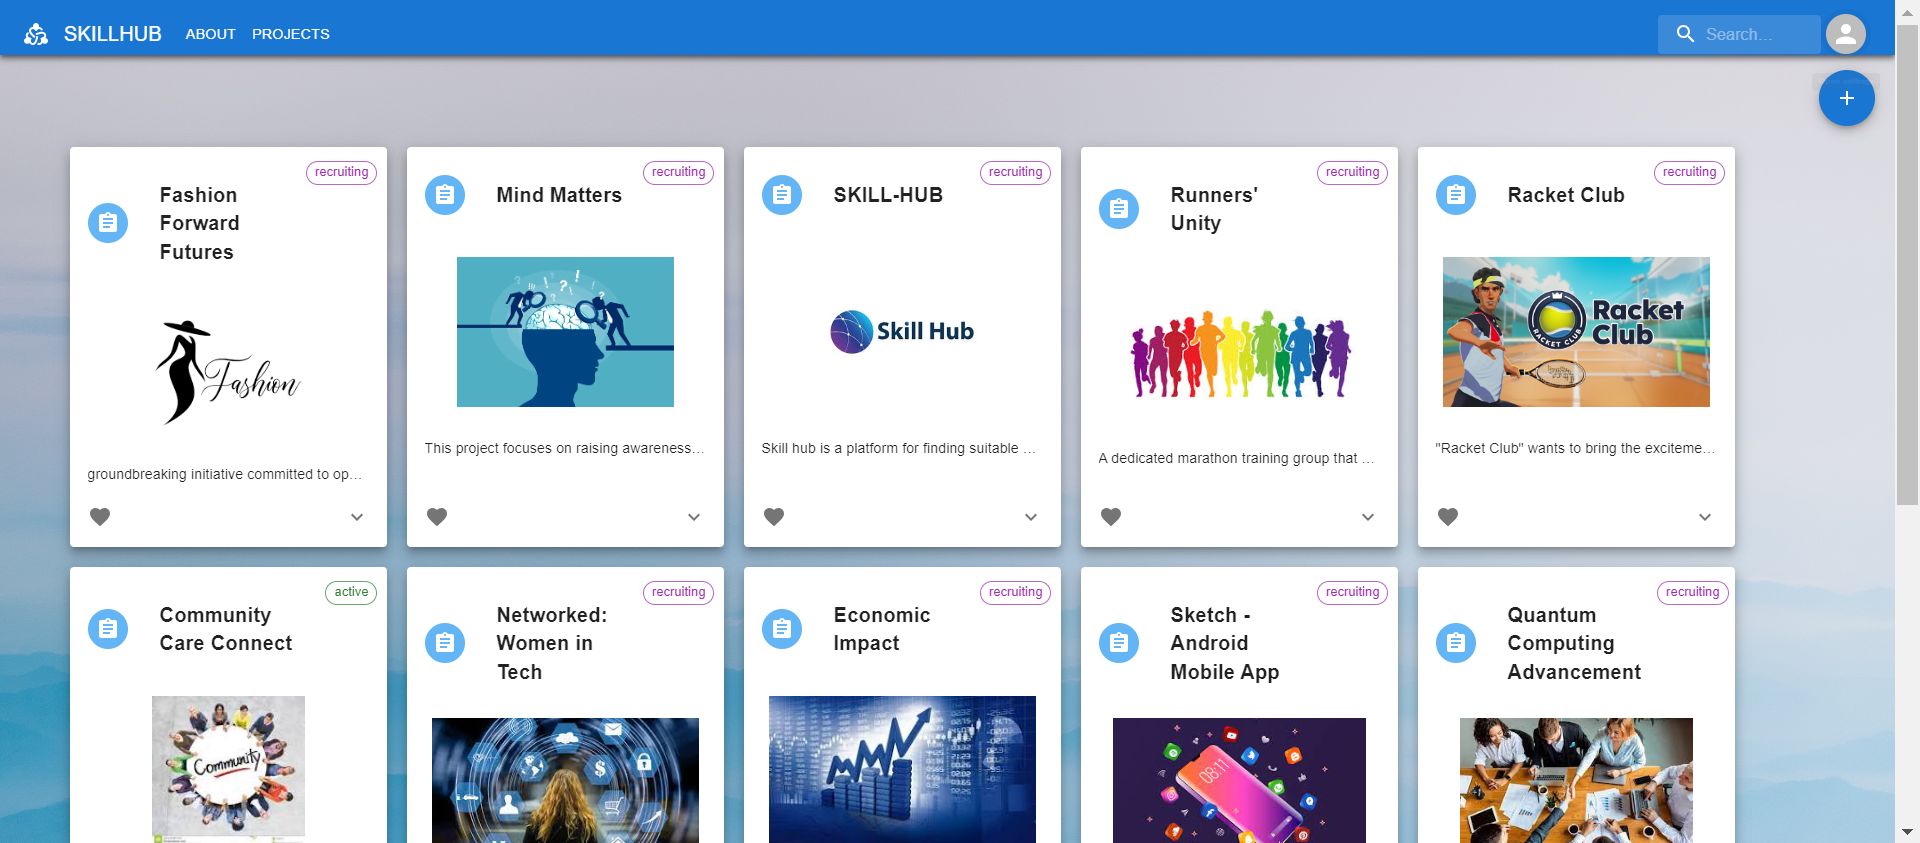 SKILLHUB
ABOUT
PROJECTS
Search...
recruiting
Fashion
Forward
Futures
Fashion
groundbreaking initiative committed to op...
recruiting
Mind Matters
This project focuses on raising awareness...
recruiting
SKILL-HUB
Skill Hub
Skill hub is a platform for finding suitable ...
recruiting
Runners'
Unity
A dedicated marathon training group that ...
recruiting
Racket Club
Racket
Club
RACKET CLUB
"Racket Club" wants to bring the exciteme...
active
Community
Care Connect
Community
recruiting
Networked:
Women in
Tech
recruiting
Economic
Impact
recruiting
Sketch -
Android
Mobile App
08:11
recruiting
Quantum
Computing
Advancement